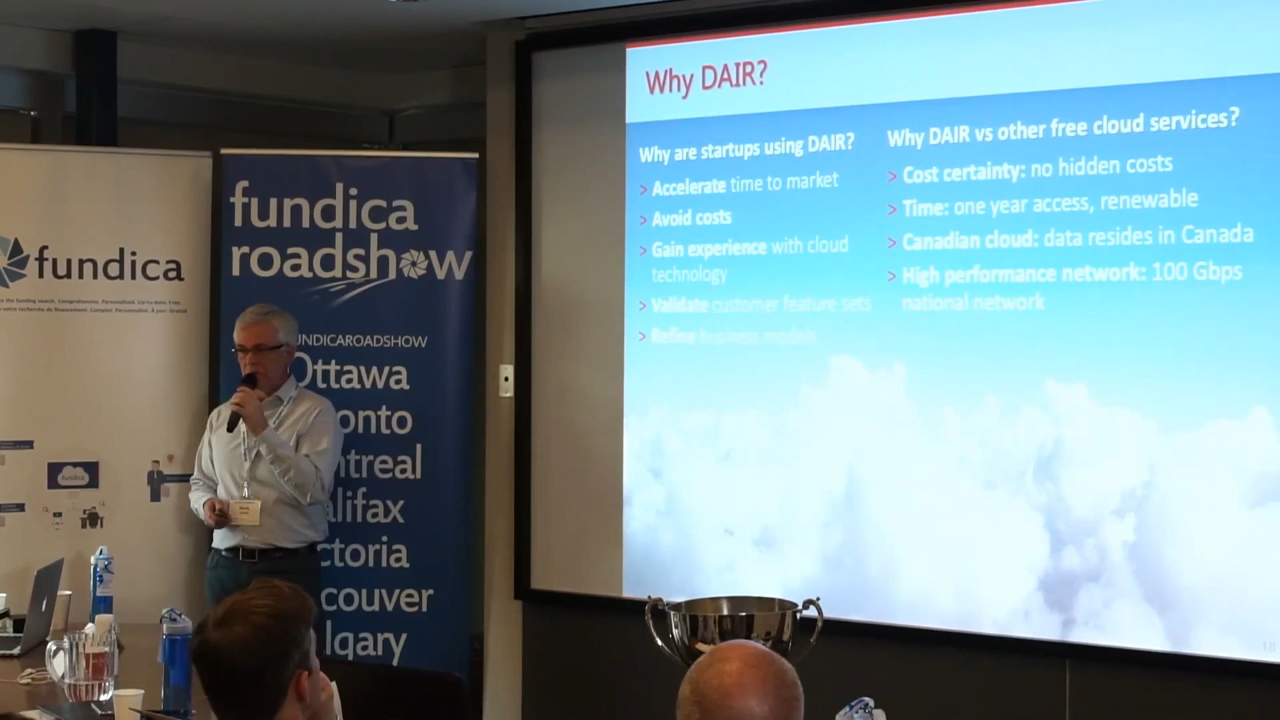 Why DAIR?
Why are startups using DAIR?
> Accelerate time to market
> Avoid costs
> Gain experience with cloud
technology
> Validate customer feature sets
> Refine business models
Why DAIR vs other free cloud services?
> Cost certainty: no hidden costs
> Time: one year access, renewable
> Canadian cloud: data resides in Canada
> High performance network: 100 Gbps
national network
18
fundica
fundica
roadshow
UNDICAROADSHOW
Ottawa
onto
ntreal
alifax
ctoria
couver
lgary
fundica